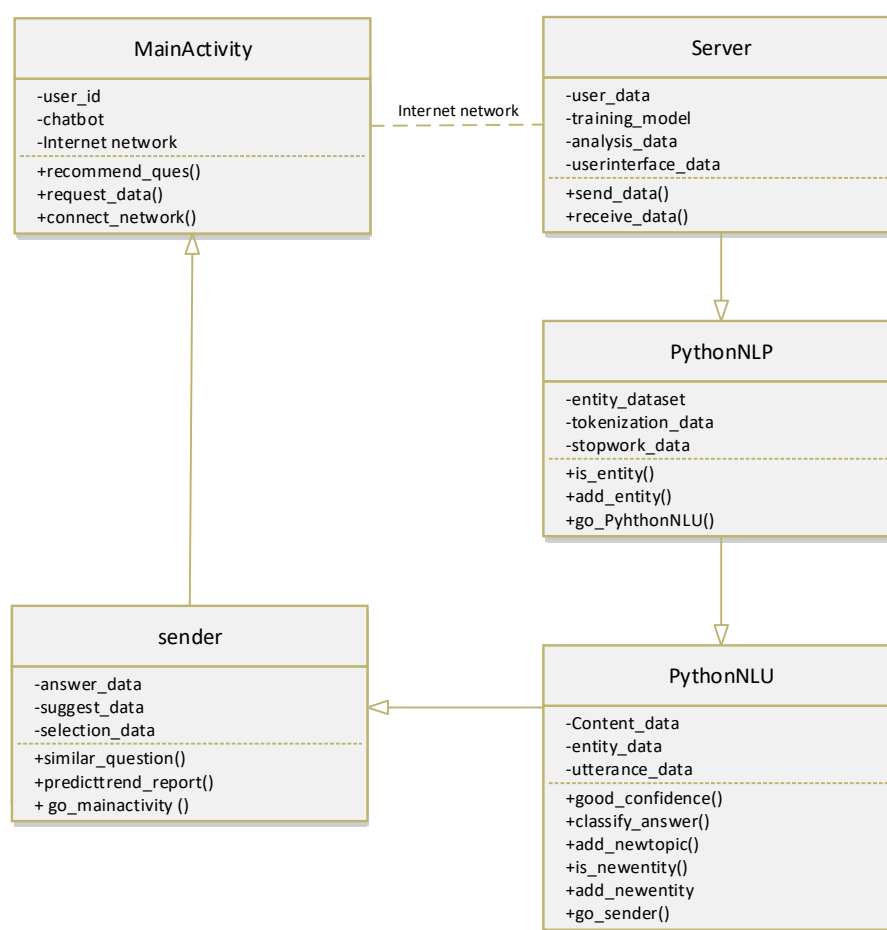 MainActivity
-user_id
-chatbot
-Internet network
+recommend_ques()
+request_data()
+connect_network()
Internet network
Server
-user_data
-training_model
-analysis_data
-userinterface_data
+send_data()
+receive_data()
PythonNLP
-entity_dataset
-tokenization_data
-stopwork_data
+is_entity()
+add_entity()
+go_PyhthonNLU()
sender
-answer_data
-suggest_data
-selection_data
+similar_question()
+predicttrend_report()
+ go_mainactivity ()
PythonNLU
-Content_data
-entity_data
-utterance_data
+good_confidence()
+classify_answer()
+add_newtopic()
+is_newentity()
+add_newentity
+go_sender()